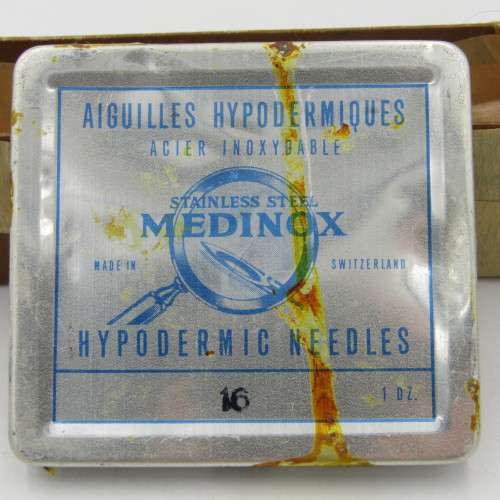 AIGUILLES HYPODERMIQUES
ACIER INOXYDABLE
STAINLESS STEEL
MEDINOX
MADE IN SWITZERLAND
HYPODERMIC NEEDLES
16 1 DZ.